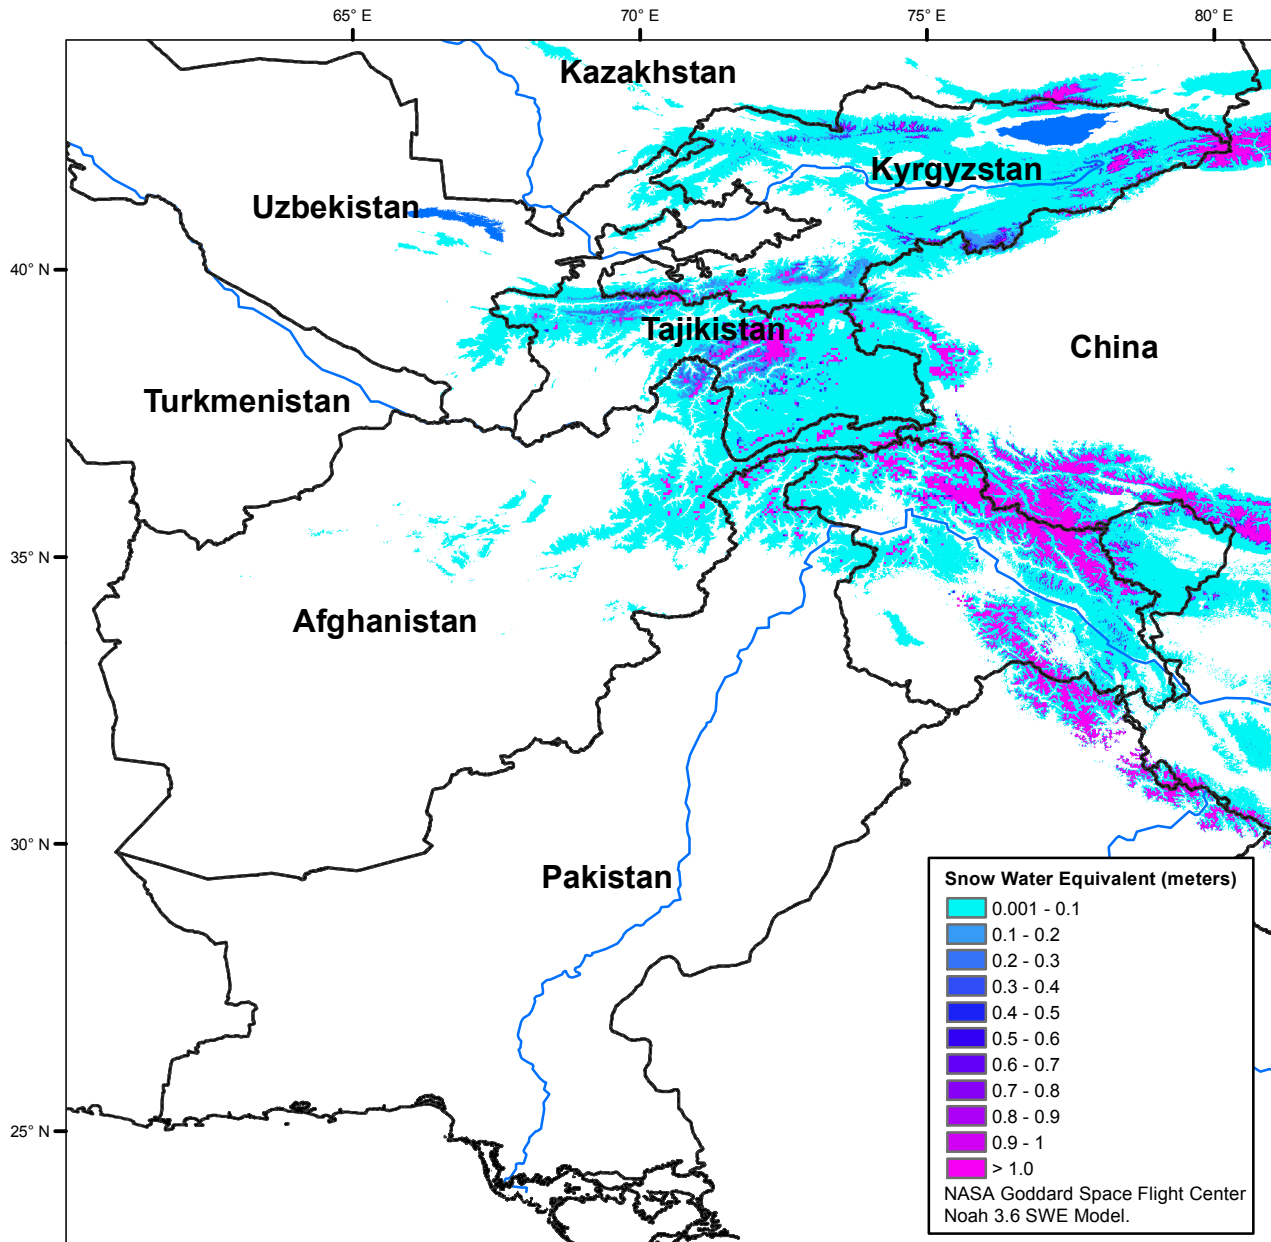 65° E
70° E
75° E
80° E
Kazakhstan
Kyrgyzstan
Uzbekistan
40° N
Tajikistan
China
Turkmenistan
35° N
Afghanistan
30° N
Pakistan
25° N
Snow Water Equivalent (meters)
0.001 - 0.1
0.1 - 0.2
0.2 - 0.3
0.3 - 0.4
0.4 - 0.5
0.5 - 0.6
0.6 - 0.7
0.7 - 0.8
0.8 - 0.9
0.9 - 1
> 1.0
NASA Goddard Space Flight Center
Noah 3.6 SWE Model.